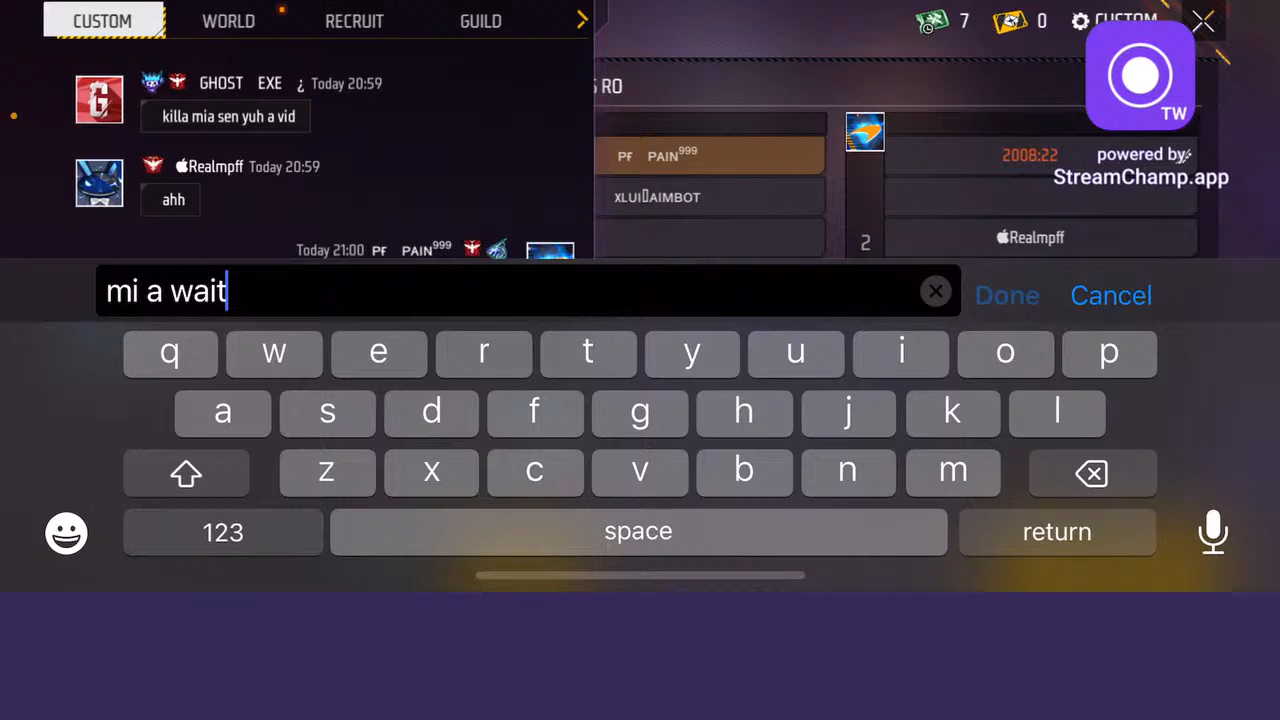 CUSTOM WORLD RECRUIT GUILD
7 0 CUSTOM
GHOST EXE ¿ Today 20:59
killa mia sen yuh a vid
Realmpff Today 20:59
ahh
Today 21:00 PF PAIN⁹⁹⁹
RO
PF PAIN⁹⁹⁹
XLUI▯AIMBOT
2008:22
2 Realmpff
TW
powered by
StreamChamp.app
mi a wait
Done Cancel
q w e r t y u i o p
a s d f g h j k l
z x c v b n m
123 space return